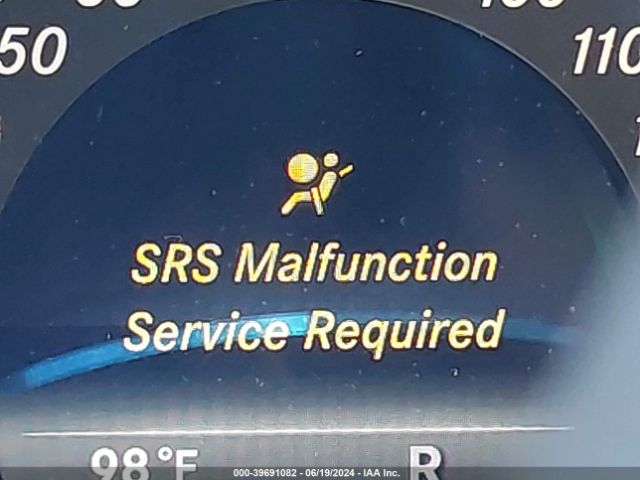 50
110
SRS Malfunction
Service Required
98°F R
000-39691082 - 06/19/2024 - IAA Inc.